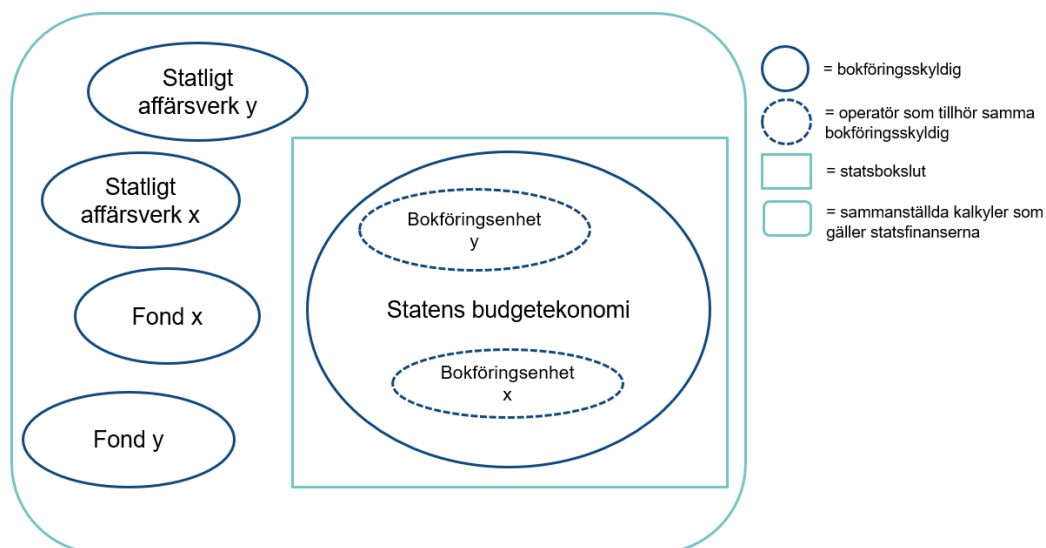 Statligt
affärsverk y
Statligt
affärsverk x
Fond x
Fond y
Bokföringsenhet
y
Statens budgetekonomi
Bokföringsenhet
x
= bokföringsskyldig
= operatör som tillhör samma
bokföringsskyldig
= statsbokslut
= sammanställda kalkyler som
gäller statsfinanserna